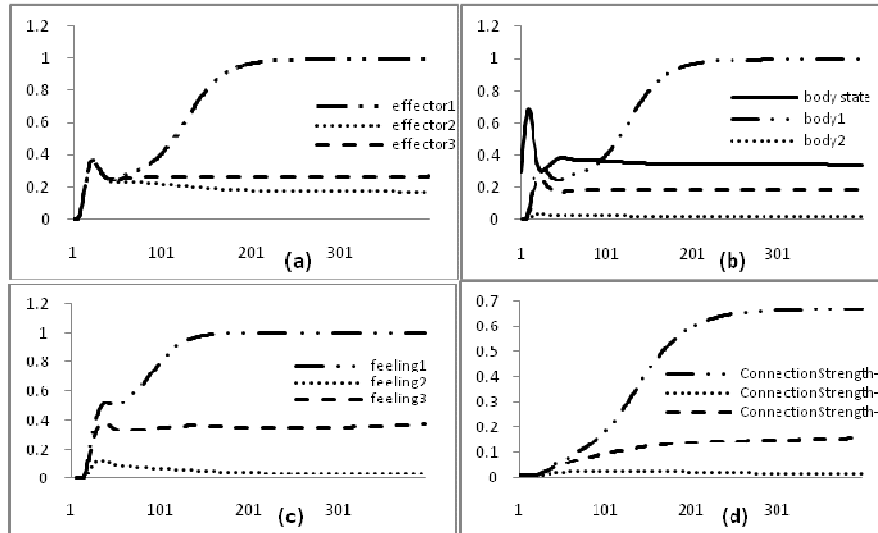 1.2
1
0.8
0.6
0.4
0.2
0
effector1
effector2
effector3
1 101 201 301
(a)
1.2
1
0.8
0.6
0.4
0.2
0
body state
body1
body2
1 101 201 301
(b)
1.2
1
0.8
0.6
0.4
0.2
0
feeling1
feeling2
feeling3
1 101 201 301
(c)
0.7
0.6
0.5
0.4
0.3
0.2
0.1
0
ConnectionStrength-
ConnectionStrength-
ConnectionStrength-
1 101 201 301
(d)